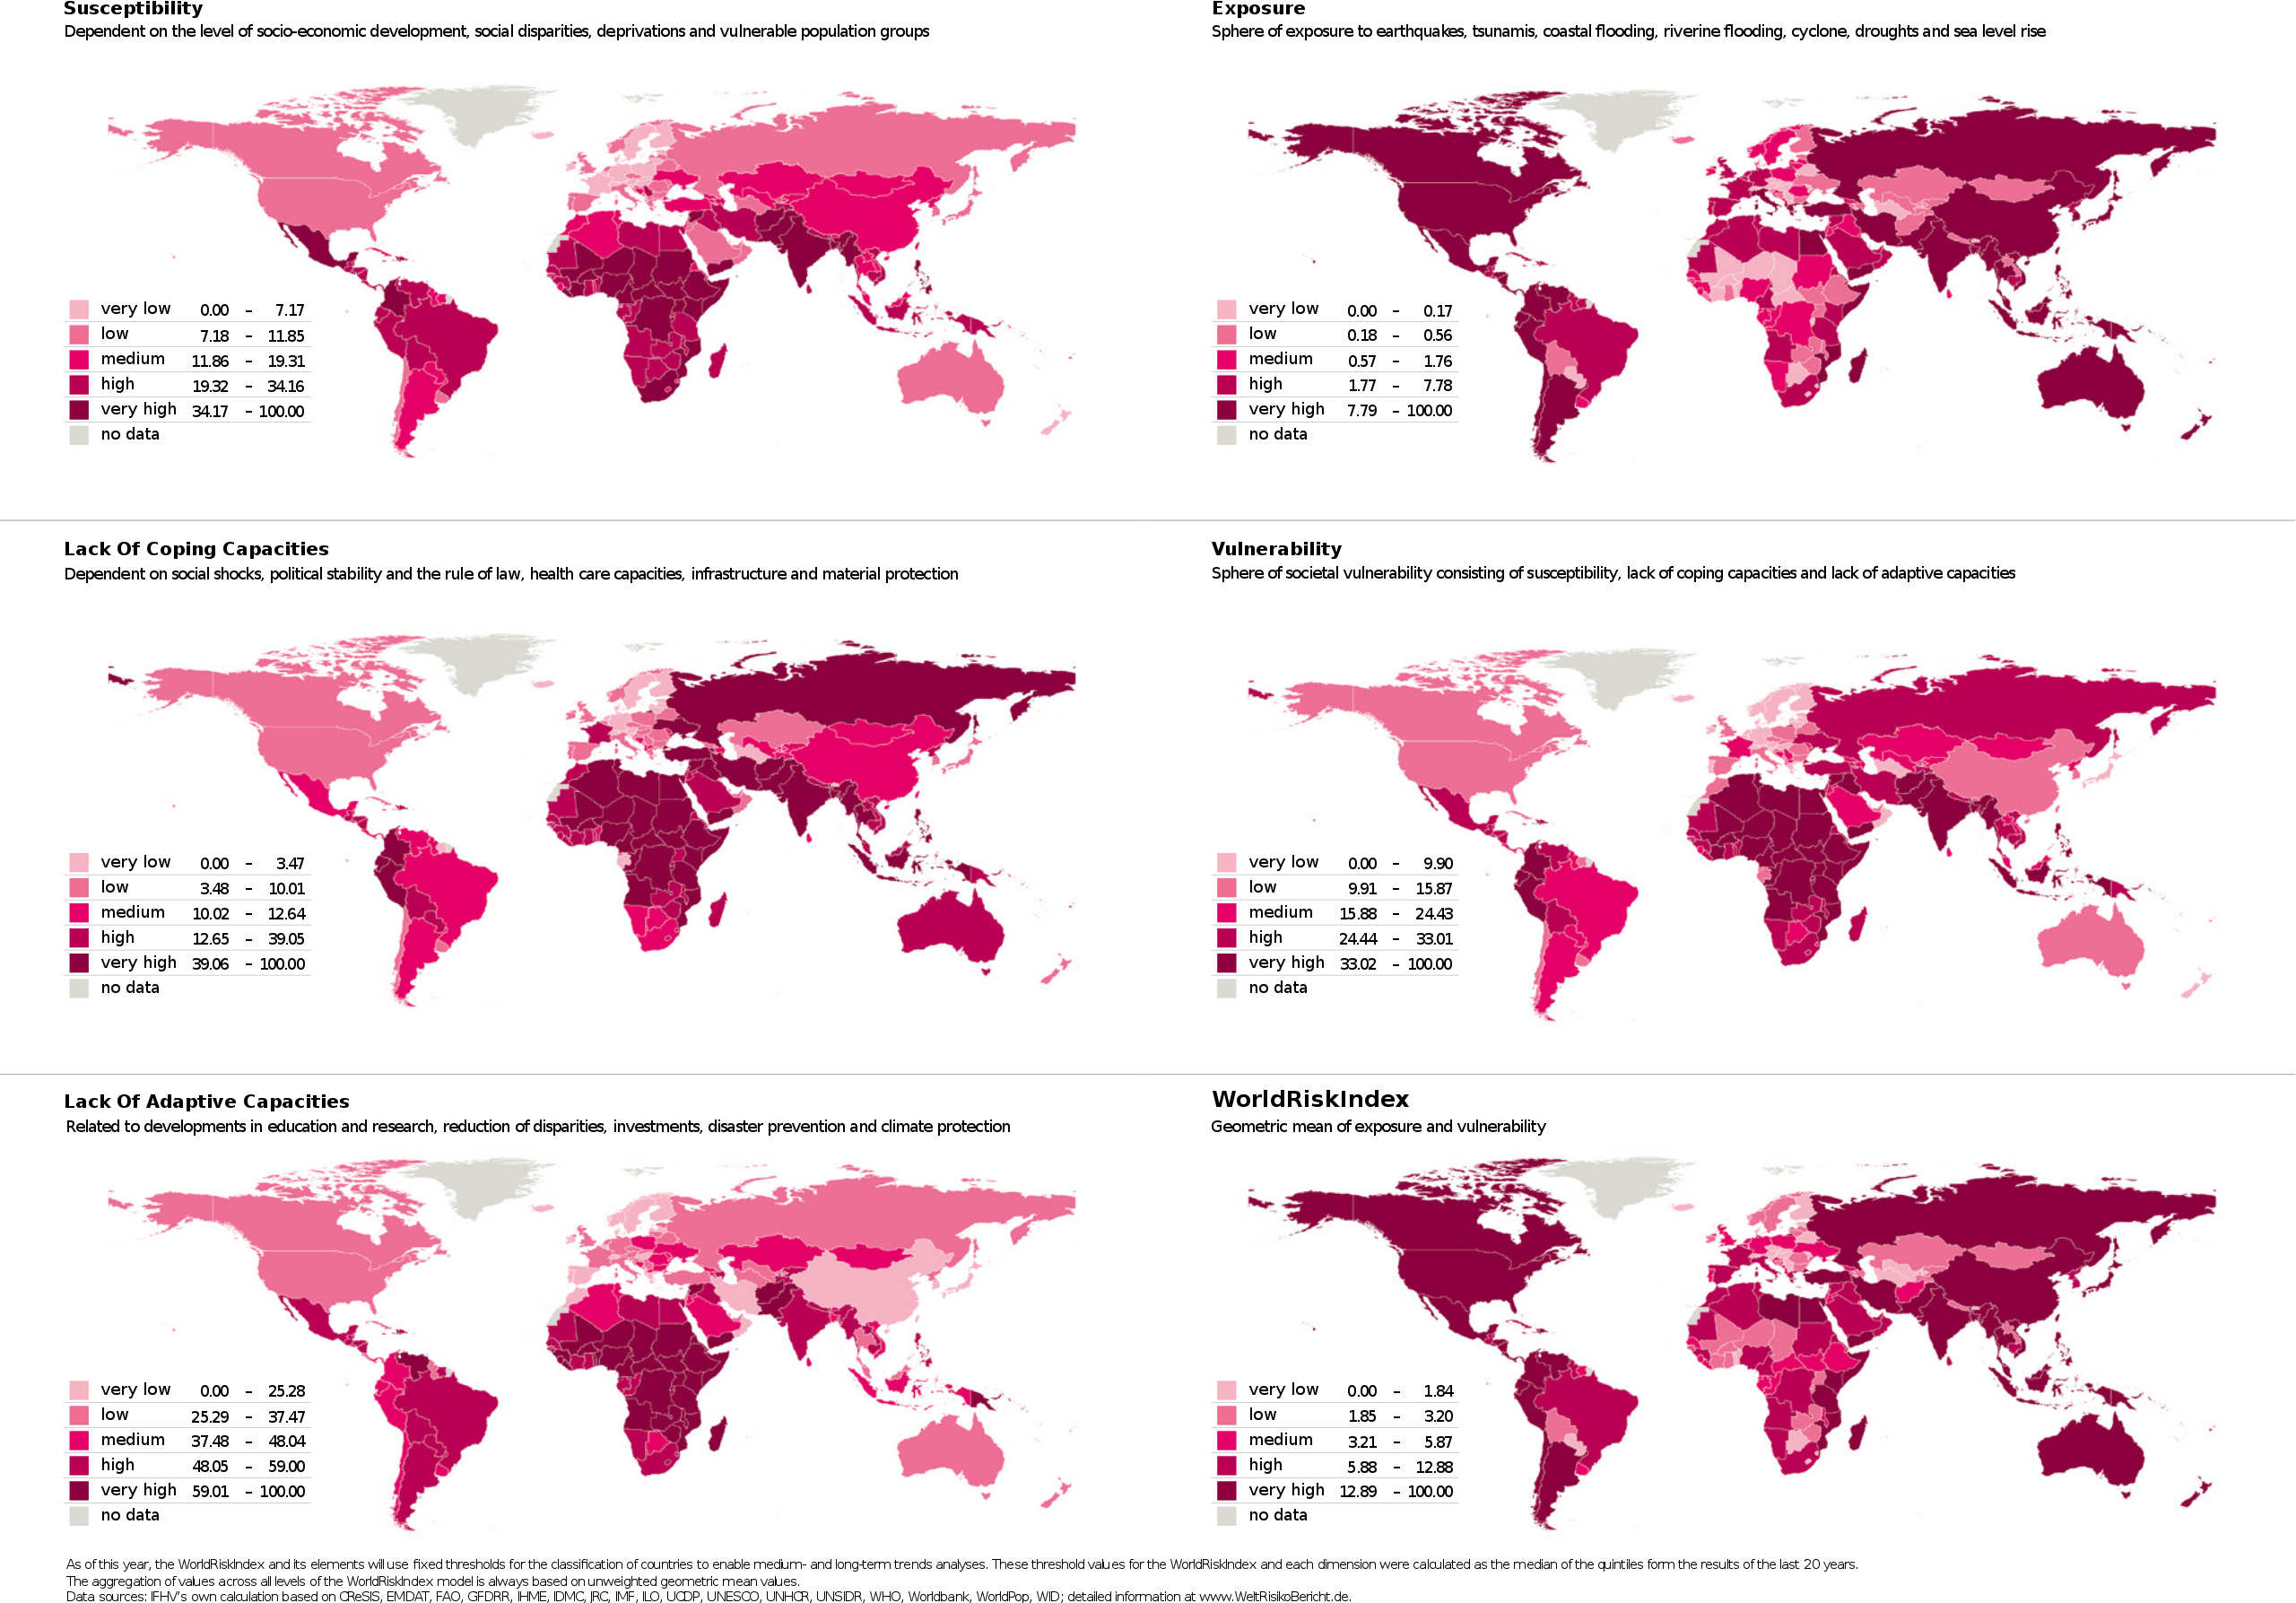 Susceptibility
Dependent on the level of socio-economic development, social disparities, deprivations and vulnerable population groups
very low 0.00 – 7.17
low 7.18 – 11.85
medium 11.86 – 19.31
high 19.32 – 34.16
very high 34.17 – 100.00
no data
Exposure
Sphere of exposure to earthquakes, tsunamis, coastal flooding, riverine flooding, cyclone, droughts and sea level rise
very low 0.00 – 0.17
low 0.18 – 0.56
medium 0.57 – 1.76
high 1.77 – 7.78
very high 7.79 – 100.00
no data
Lack Of Coping Capacities
Dependent on social shocks, political stability and the rule of law, health care capacities, infrastructure and material protection
very low 0.00 – 3.47
low 3.48 – 10.01
medium 10.02 – 12.64
high 12.65 – 39.05
very high 39.06 – 100.00
no data
Vulnerability
Sphere of societal vulnerability consisting of susceptibility, lack of coping capacities and lack of adaptive capacities
very low 0.00 – 9.90
low 9.91 – 15.87
medium 15.88 – 24.43
high 24.44 – 33.01
very high 33.02 – 100.00
no data
Lack Of Adaptive Capacities
Related to developments in education and research, reduction of disparities, investments, disaster prevention and climate protection
very low 0.00 – 25.28
low 25.29 – 37.47
medium 37.48 – 48.04
high 48.05 – 59.00
very high 59.01 – 100.00
no data
WorldRiskIndex
Geometric mean of exposure and vulnerability
very low 0.00 – 1.84
low 1.85 – 3.20
medium 3.21 – 5.87
high 5.88 – 12.88
very high 12.89 – 100.00
no data
As of this year, the WorldRiskIndex and its elements will use fixed thresholds for the classification of countries to enable medium- and long-term trends analyses. These threshold values for the WorldRiskIndex and each dimension were calculated as the median of the quintiles form the results of the last 20 years.
The aggregation of values across all levels of the WorldRiskIndex model is always based on unweighted geometric mean values.
Data sources: IFHV's own calculation based on CReSIS, EMDAT, FAO, GFDRR, IHME, IDMC, JRC, IMF, ILO, UCDP, UNESCO, UNHCR, UNSIDR, WHO, Worldbank, WorldPop, WID; detailed information at www.WeltRisikoBericht.de.